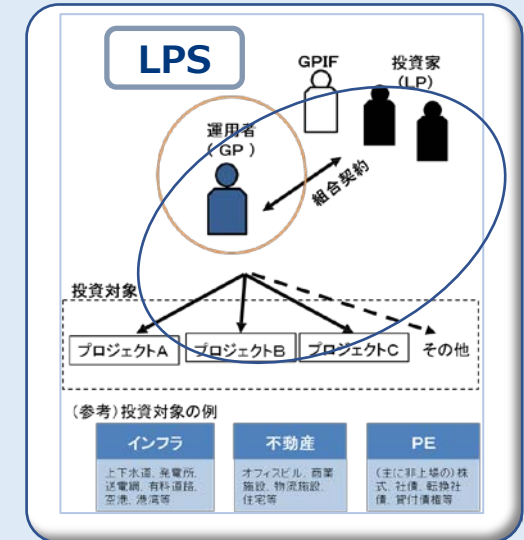 LPS
GPIF
投資家
(LP)
運用者
(GP)
組合契約
投資対象
プロジェクトA
プロジェクトB
プロジェクトC
その他
(参考)投資対象の例
インフラ
上下水道、発電所、
送電網、有料道路、
空港、港湾等
不動産
オフィスビル、商業
施設、物流施設、
住宅等
PE
(主に非上場の)株
式、社債、転換社
債、貸付債権等